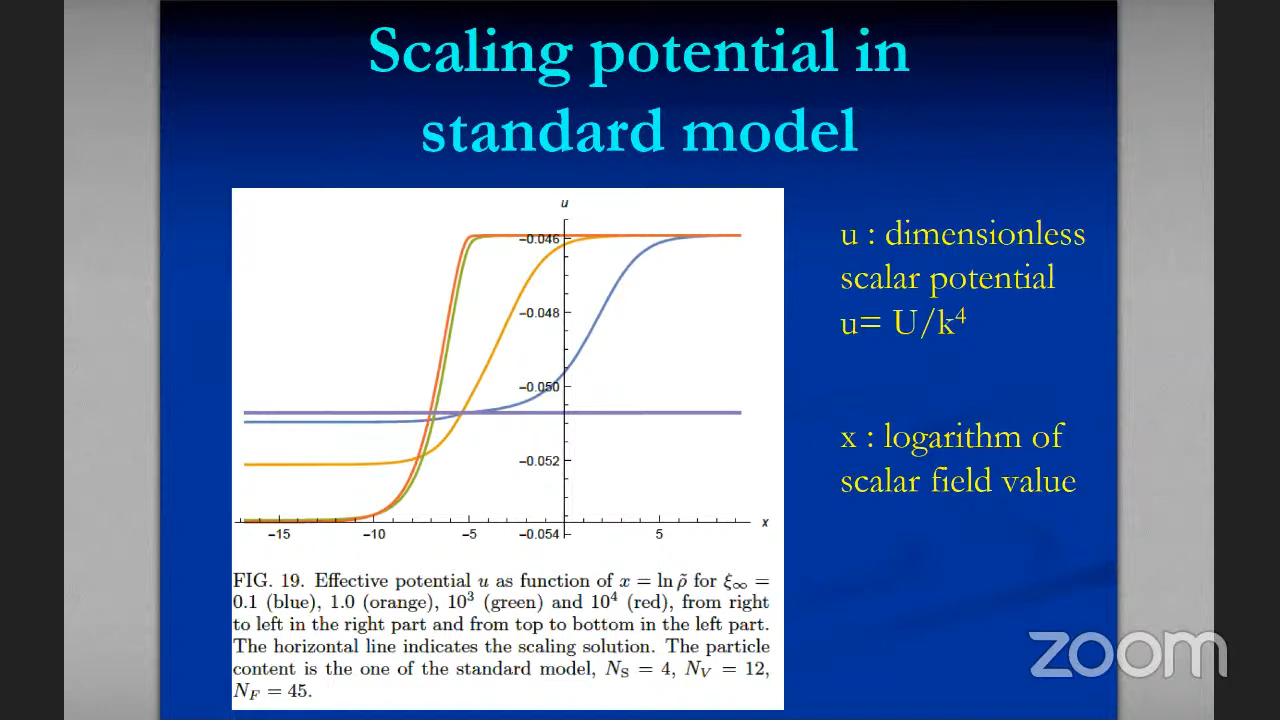 Scaling potential in
standard model
u
−0.046
−0.048
−0.050
−0.052
−0.054
−15
−10
−5
5
x
FIG. 19. Effective potential u as function of x = ln ρ̃ for ξ∞ =
0.1 (blue), 1.0 (orange), 10³ (green) and 10⁴ (red), from right
to left in the right part and from top to bottom in the left part.
The horizontal line indicates the scaling solution. The particle
content is the one of the standard model, N_S = 4, N_V = 12,
N_F = 45.
u : dimensionless
scalar potential
u= U/k⁴
x : logarithm of
scalar field value
zoom